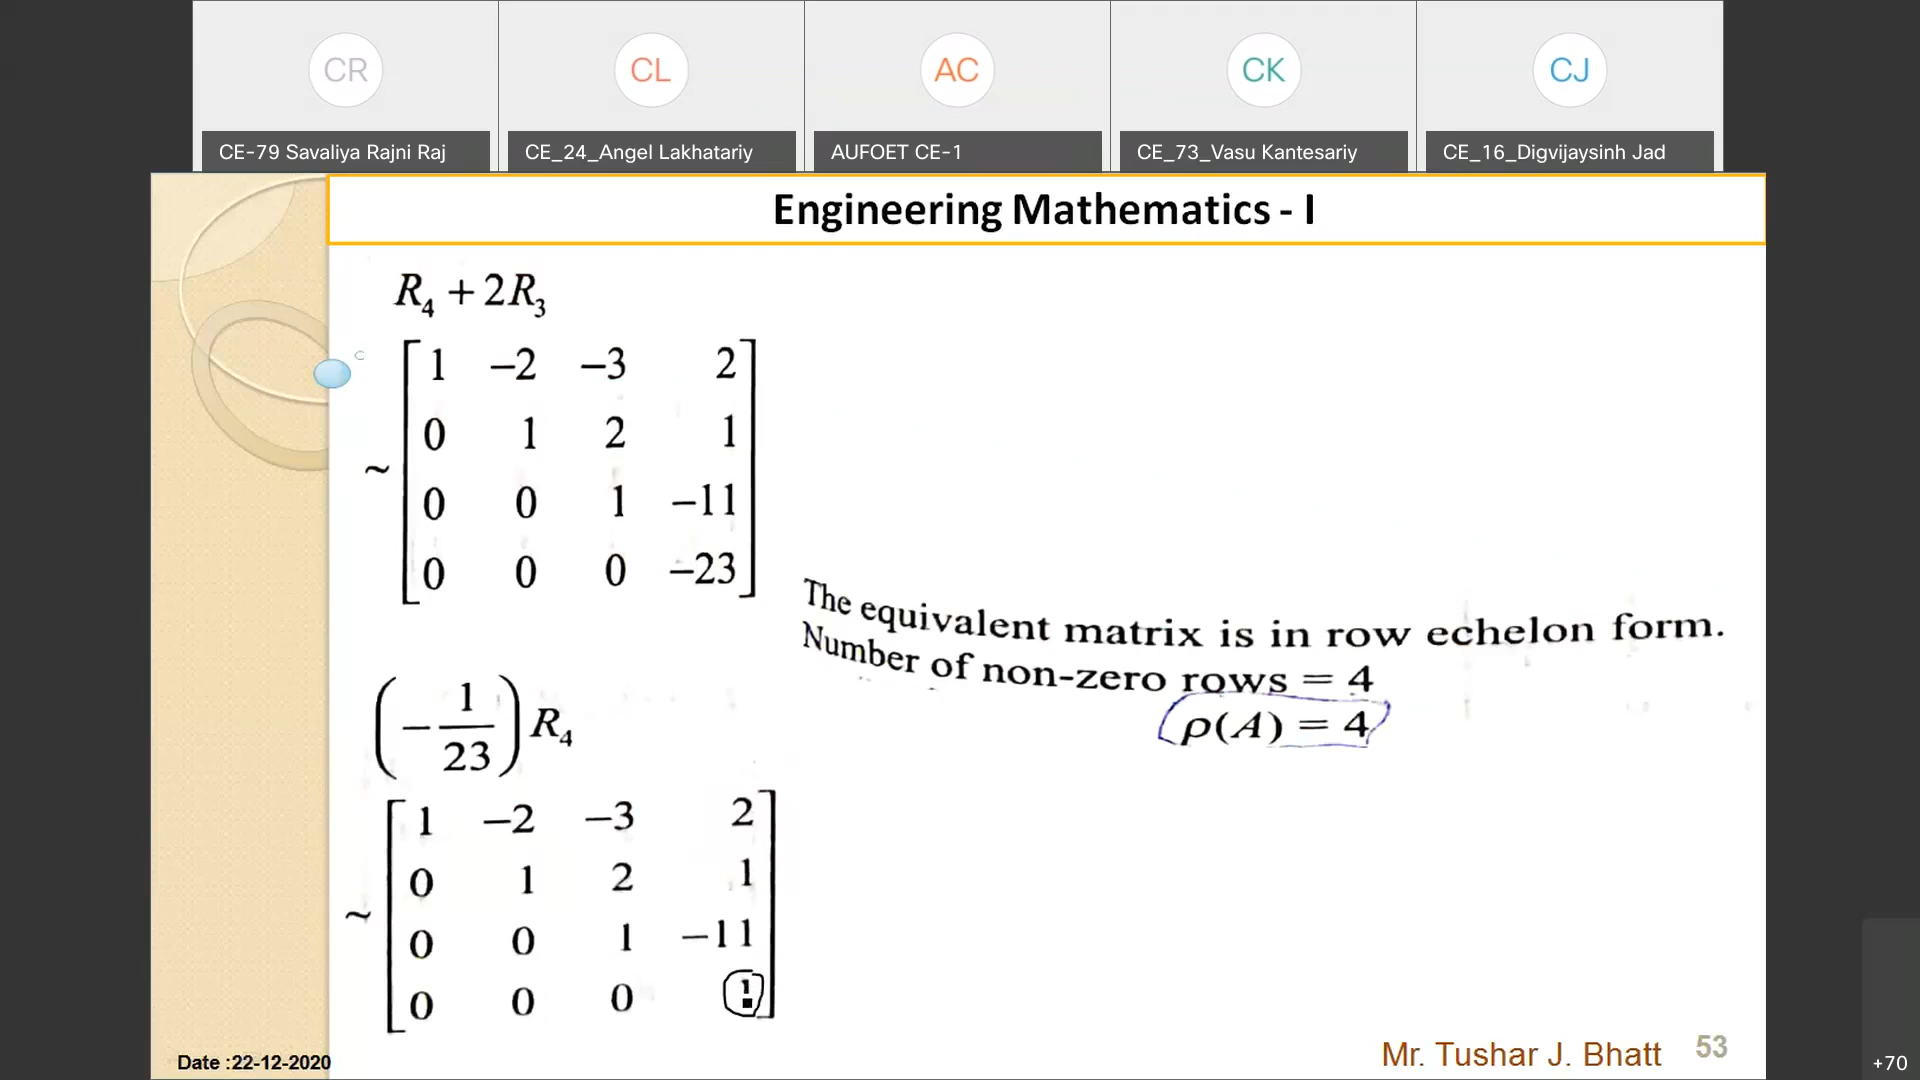 CR CL AC CK CJ
CE-79 Savaliya Rajni Raj CE_24_Angel Lakhatariy AUFOET CE-1 CE_73_Vasu Kantesariy CE_16_Digvijaysinh Jad
Engineering Mathematics - I
R₄ + 2R₃
1 −2 −3 2
0 1 2 1
~
0 0 1 −11
0 0 0 −23
The equivalent matrix is in row echelon form.
Number of non-zero rows = 4
ρ(A) = 4
(−1/23) R₄
1 −2 −3 2
0 1 2 1
~
0 0 1 −11
0 0 0 1
Date :22-12-2020
Mr. Tushar J. Bhatt 53
+70